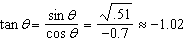 tan θ = sin θ / cos θ = √.51 / −0.7 ≈ −1.02